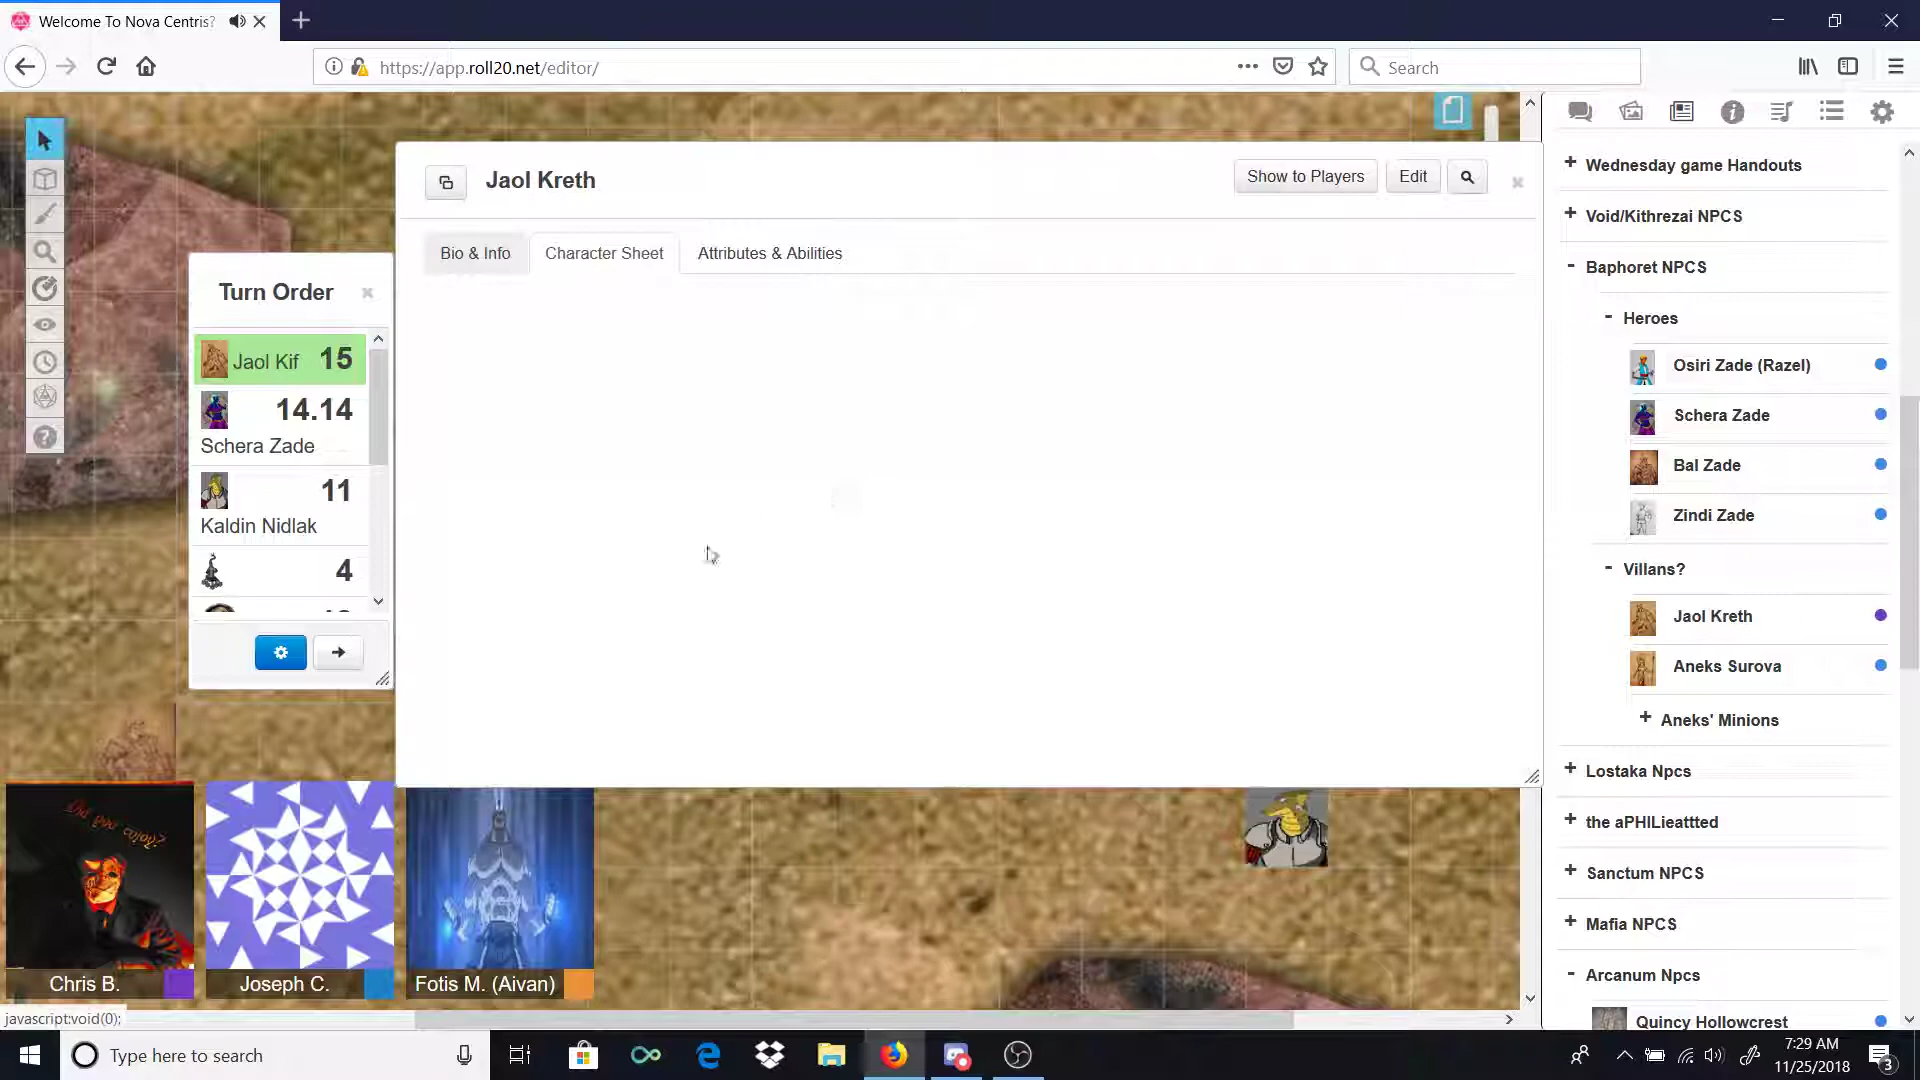 Welcome To Nova Centris?
https://app.roll20.net/editor/
Search
Jaol Kreth
Show to Players
Edit
Bio & Info
Character Sheet
Attributes & Abilities
Turn Order
Jaol Kif
15
14.14
Schera Zade
11
Kaldin Nidlak
4
Wednesday game Handouts
Void/Kithrezai NPCS
Baphoret NPCS
Heroes
Osiri Zade (Razel)
Schera Zade
Bal Zade
Zindi Zade
Villans?
Jaol Kreth
Aneks Surova
Aneks' Minions
Lostaka Npcs
the aPHILieattted
Sanctum NPCS
Mafia NPCS
Arcanum Npcs
Quincy Hollowcrest
Chris B.
Joseph C.
Fotis M. (Aivan)
javascript:void(0);
Type here to search
7:29 AM
11/25/2018
3